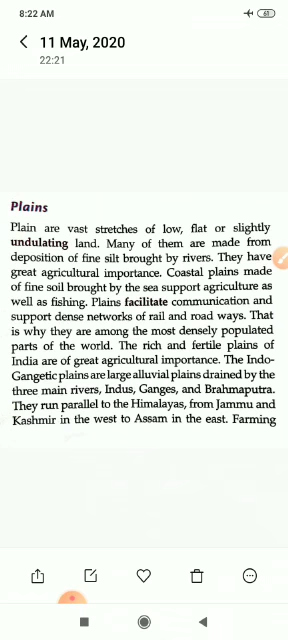 8:22 AM
61
11 May, 2020
22:21
Plains
Plain are vast stretches of low, flat or slightly
undulating land. Many of them are made from
deposition of fine silt brought by rivers. They have
great agricultural importance. Coastal plains made
of fine soil brought by the sea support agriculture as
well as fishing. Plains facilitate communication and
support dense networks of rail and road ways. That
is why they are among the most densely populated
parts of the world. The rich and fertile plains of
India are of great agricultural importance. The Indo-
Gangetic plains are large alluvial plains drained by the
three main rivers, Indus, Ganges, and Brahmaputra.
They run parallel to the Himalayas, from Jammu and
Kashmir in the west to Assam in the east. Farming